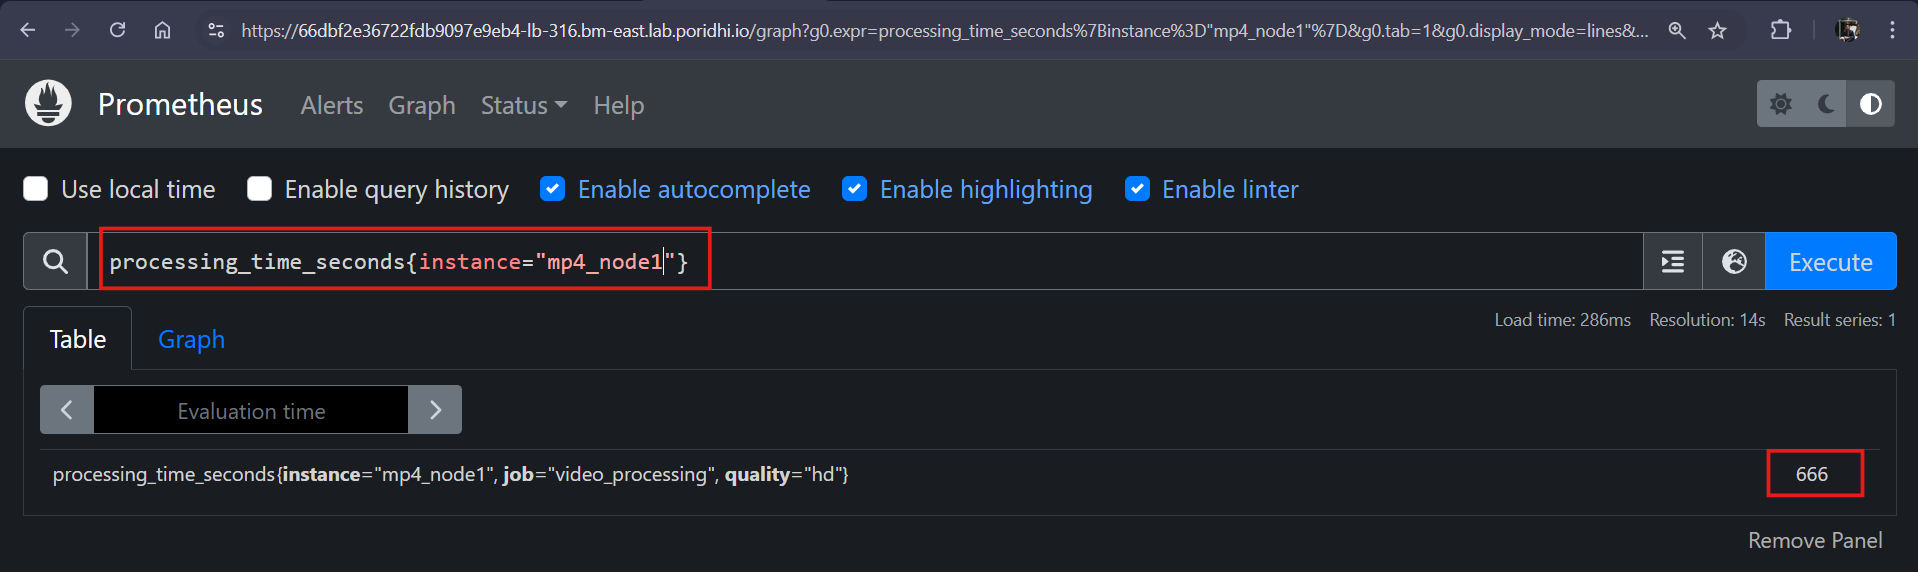 https://66dbf2e36722fdb9097e9eb4-lb-316.bm-east.lab.poridhi.io/graph?g0.expr=processing_time_seconds%7Binstance%3D"mp4_node1"%7D&g0.tab=1&g0.display_mode=lines&...
Prometheus Alerts Graph Status Help
Use local time Enable query history Enable autocomplete Enable highlighting Enable linter
processing_time_seconds{instance="mp4_node1"} Execute
Table Graph Load time: 286ms Resolution: 14s Result series: 1
Evaluation time
processing_time_seconds{instance="mp4_node1", job="video_processing", quality="hd"} 666
Remove Panel